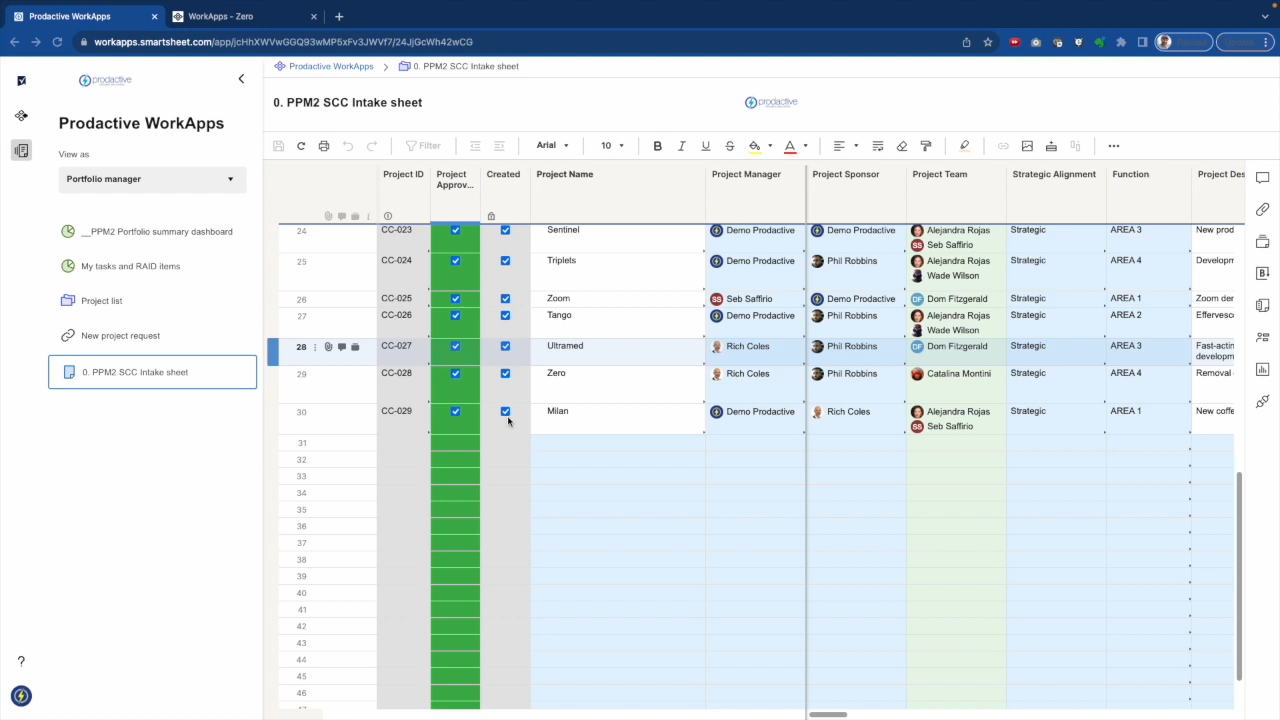 Prodactive WorkApps
WorkApps - Zero
workapps.smartsheet.com/app/jcHhXWVwGGQ93wMP5xFv3JWVf7/24JjGcWh42wCG
prodactive
Prodactive WorkApps
0. PPM2 SCC Intake sheet
Prodactive WorkApps
View as
Portfolio manager
__PPM2 Portfolio summary dashboard
My tasks and RAID items
Project list
New project request
0. PPM2 SCC Intake sheet
0. PPM2 SCC Intake sheet
prodactive
Filter
Arial
10
B I U S A
Project ID Project Approv... Created Project Name Project Manager Project Sponsor Project Team Strategic Alignment Function Project Des
24 CC-023 Sentinel Demo Prodactive Demo Prodactive Alejandra Rojas Strategic AREA 3 New prod
SS Seb Saffirio
25 CC-024 Triplets Demo Prodactive Phil Robbins Alejandra Rojas Strategic AREA 4 Developm
Wade Wilson
26 CC-025 Zoom SS Seb Saffirio Demo Prodactive DF Dom Fitzgerald Strategic AREA 1 Zoom der
27 CC-026 Tango Demo Prodactive Phil Robbins Alejandra Rojas Strategic AREA 2 Effervesc
Wade Wilson
28 CC-027 Ultramed Rich Coles Phil Robbins DF Dom Fitzgerald Strategic AREA 3 Fast-actin
developm
29 CC-028 Zero Rich Coles Phil Robbins Catalina Montini Strategic AREA 4 Removal
30 CC-029 Milan Demo Prodactive Rich Coles Alejandra Rojas Strategic AREA 1 New coffe
SS Seb Saffirio
31
32
33
34
35
36
37
38
39
40
41
42
43
44
45
46